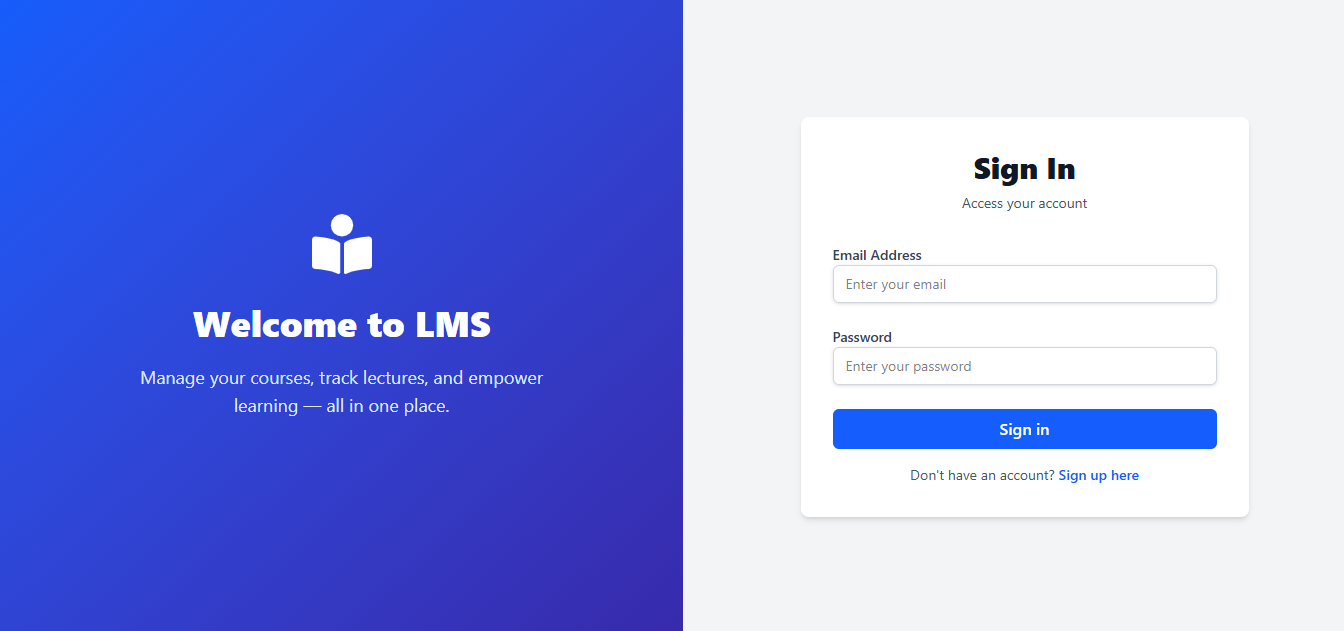 Welcome to LMS
Manage your courses, track lectures, and empower
learning — all in one place.
Sign In
Access your account
Email Address
Enter your email
Password
Enter your password
Sign in
Don't have an account? Sign up here